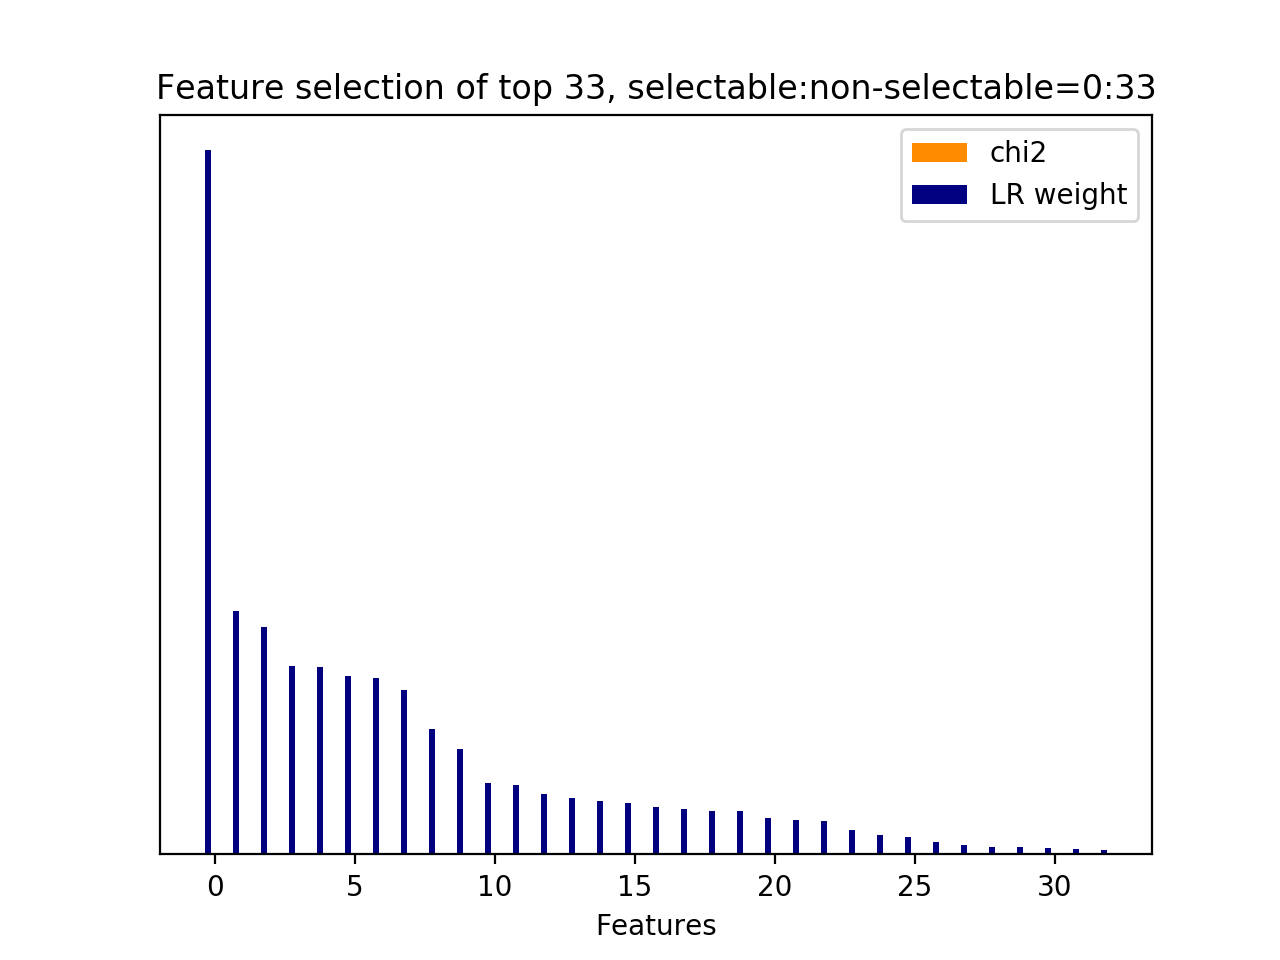 Feature selection of top 33, selectable:non-selectable=0:33
chi2
LR weight
0 5 10 15 20 25 30
Features